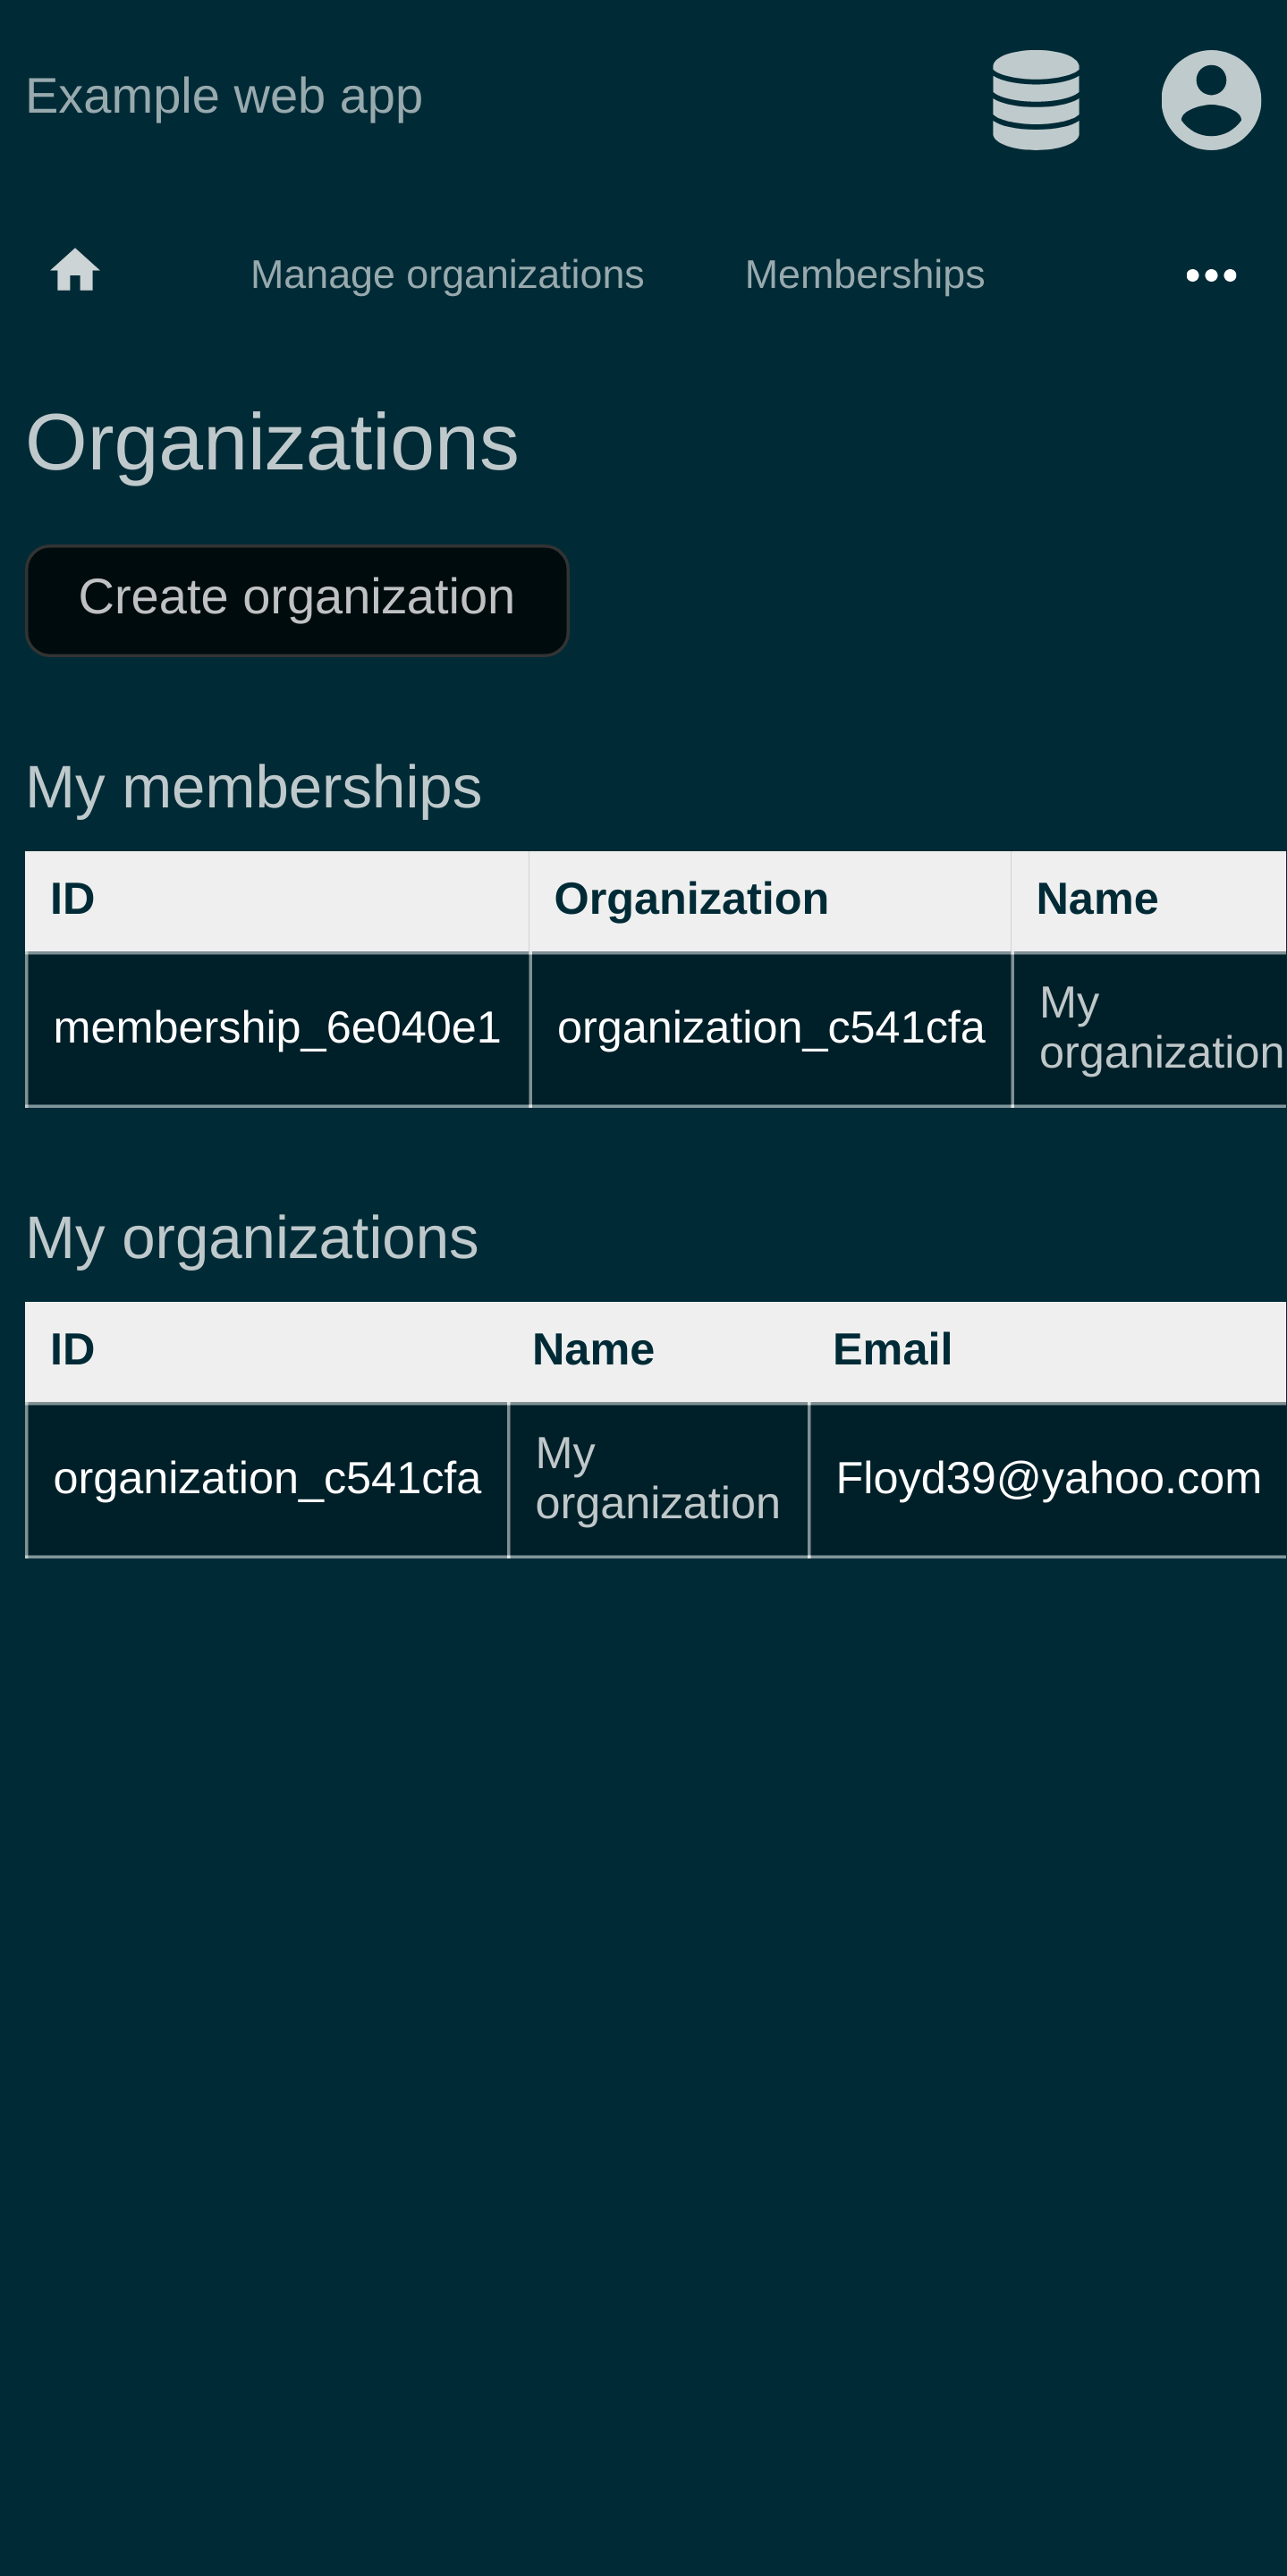 Example web app
Manage organizations Memberships
Organizations
Create organization
My memberships
ID Organization Name
membership_6e040e1 organization_c541cfa My
organization
My organizations
ID Name Email
organization_c541cfa My
organization Floyd39@yahoo.com